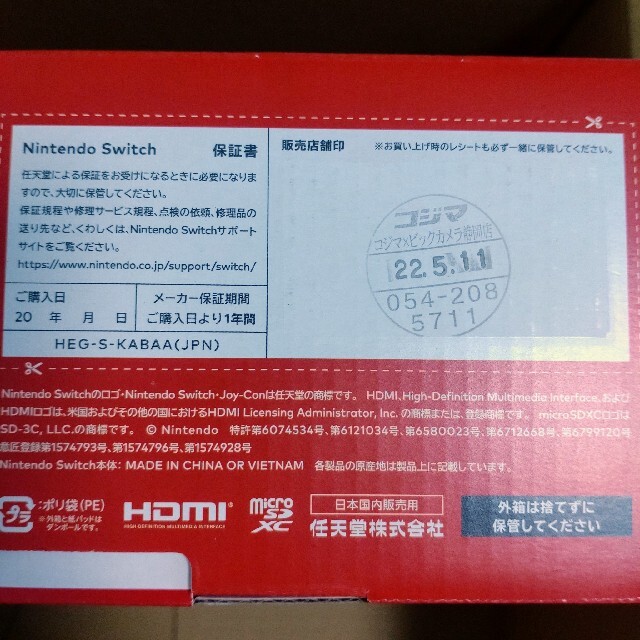 Nintendo Switch 保証書
任天堂による保証をお受けになるときに必要になりま
すので、大切に保管してください。
保証規程や修理サービス規程、点検の依頼、修理品の
送り先など、くわしくは、Nintendo Switchサポート
サイトをご覧ください。
https://www.nintendo.co.jp/support/switch/
ご購入日
20 年 月 日
メーカー保証期間
ご購入日より1年間
HEG-S-KABAA(JPN)
販売店舗印 ※お買い上げ時のレシートも必ず一緒に保管してください。
コジマ
コジマ×ビックカメラ静岡店
22.5.11
054-208
5711
Nintendo Switchのロゴ・Nintendo Switch・Joy-Conは任天堂の商標です。 HDMI、High-Definition Multimedia Interface、および
HDMIロゴは、米国およびその他の国におけるHDMI Licensing Administrator, Inc. の商標または、登録商標です。 microSDXCロゴは
SD-3C, LLC.の商標です。 © Nintendo 特許第6074534号、第6121034号、第6580023号、第6712668号、第6799120号
意匠登録第1574793号、第1574796号、第1574928号
Nintendo Switch本体: MADE IN CHINA OR VIETNAM 各製品の原産地は製品上に記載しています。
プラ
:ポリ袋(PE)
※外箱と紙パッドは
ダンボールです。
HDMI
HIGH-DEFINITION MULTIMEDIA INTERFACE
micro
SD
XC
日本国内販売用
任天堂株式会社
外箱は捨てずに
保管してください